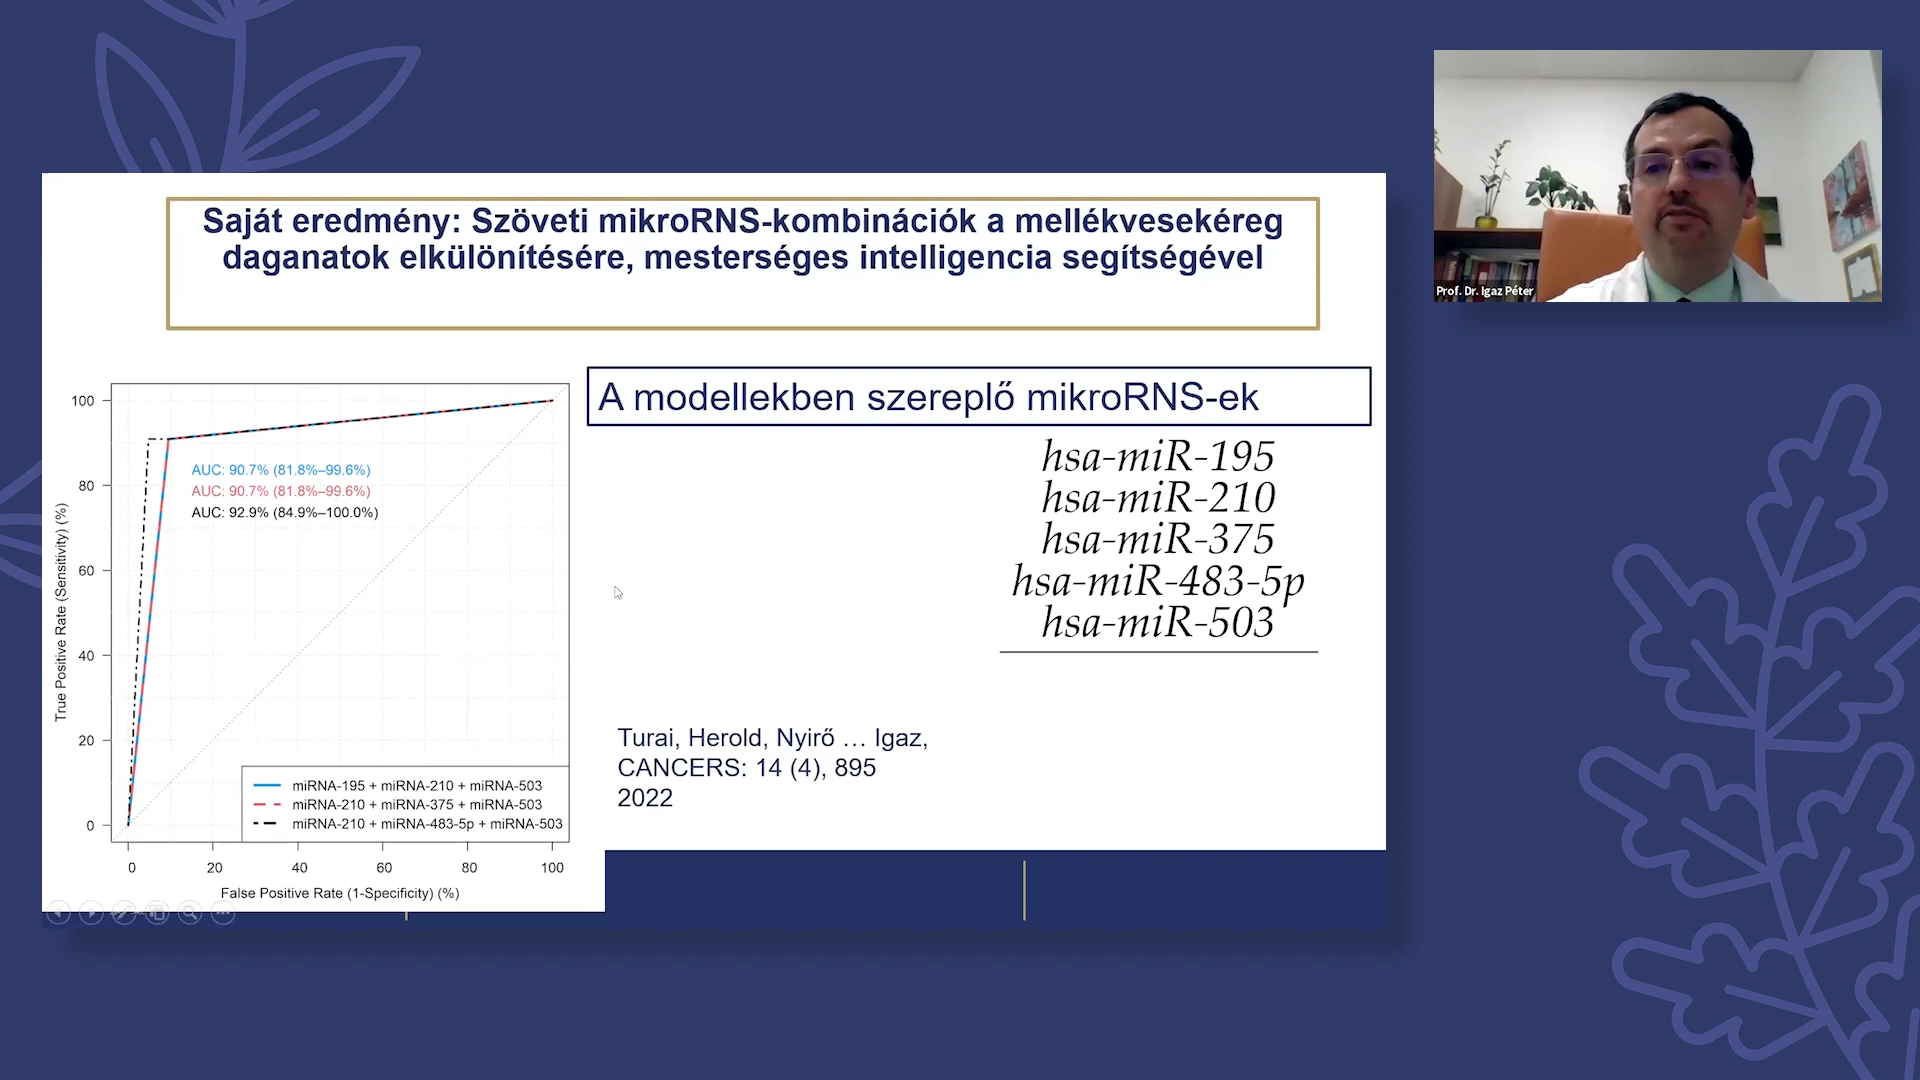 Saját eredmény: Szöveti mikroRNS-kombinációk a mellékvesekéreg
daganatok elkülönítésére, mesterséges intelligencia segítségével
Prof. Dr. Igaz Péter
A modellekben szereplő mikroRNS-ek
hsa-miR-195
hsa-miR-210
hsa-miR-375
hsa-miR-483-5p
hsa-miR-503
Turai, Herold, Nyirő … Igaz,
CANCERS: 14 (4), 895
2022
True Positive Rate (Sensitivity) (%)
100
80
60
40
20
0
AUC: 90.7% (81.8%–99.6%)
AUC: 90.7% (81.8%–99.6%)
AUC: 92.9% (84.9%–100.0%)
miRNA-195 + miRNA-210 + miRNA-503
miRNA-210 + miRNA-375 + miRNA-503
miRNA-210 + miRNA-483-5p + miRNA-503
0 20 40 60 80 100
False Positive Rate (1-Specificity) (%)